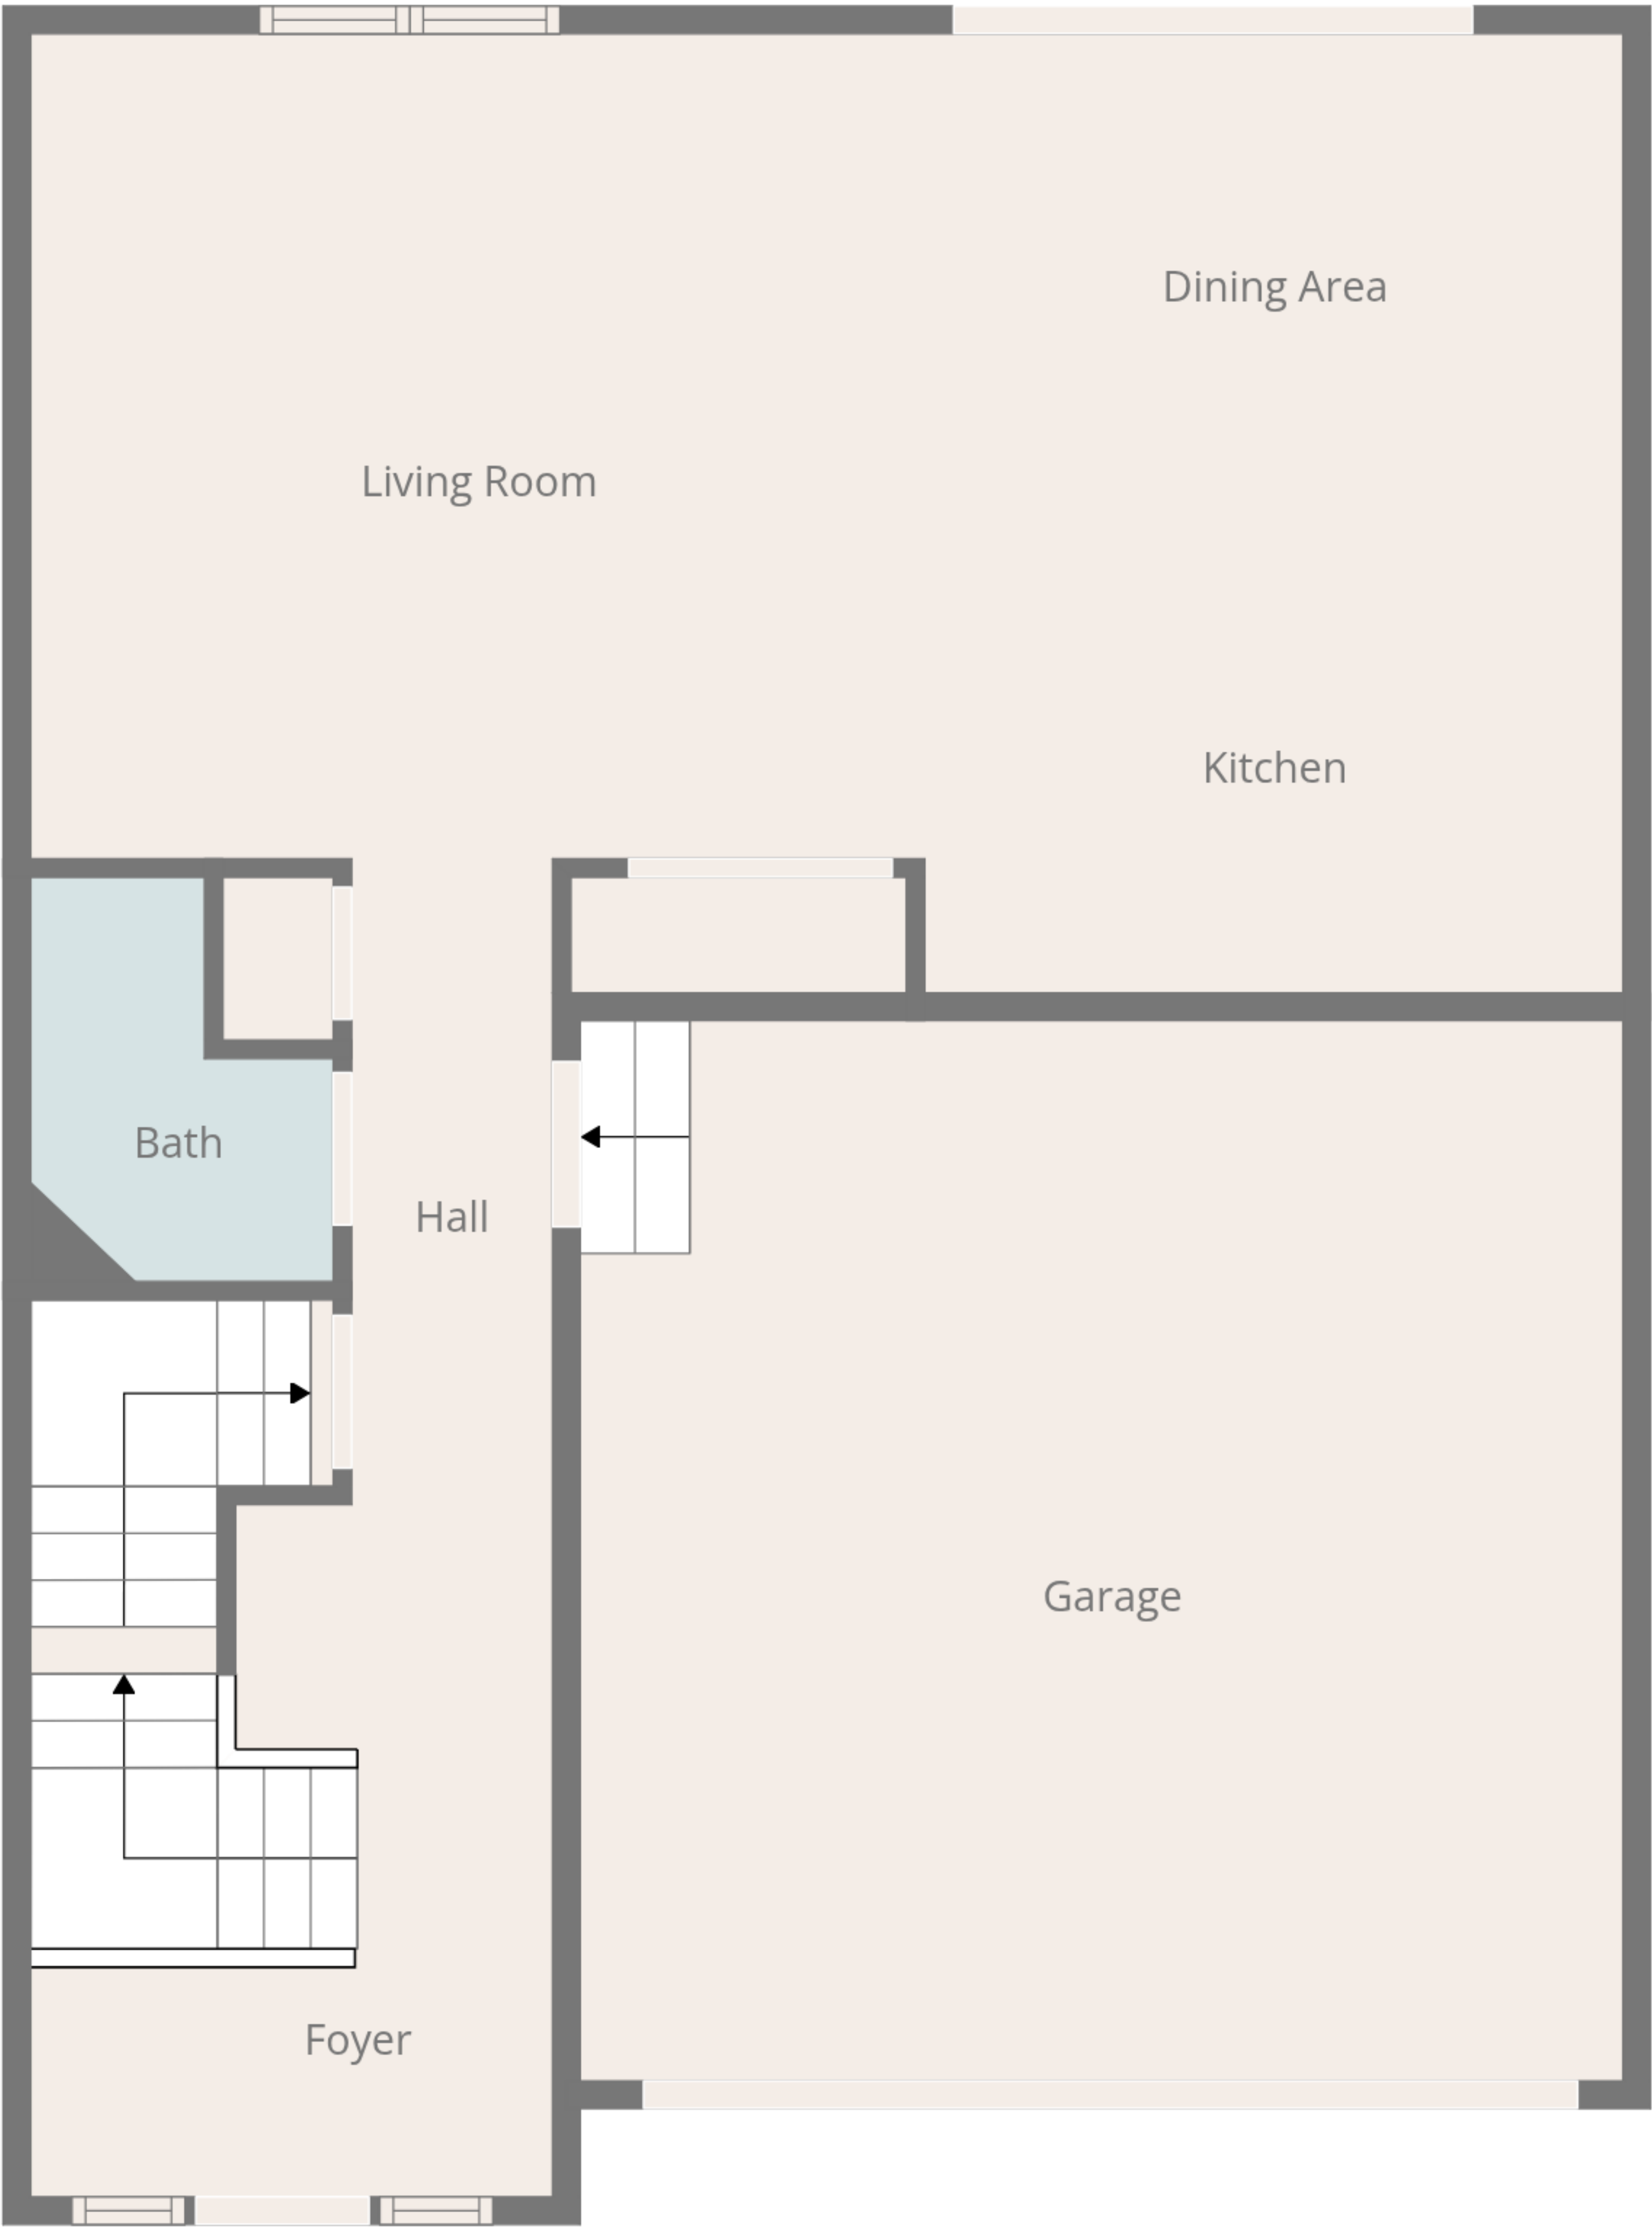 Dining Area
Living Room
Kitchen
Bath
Hall
Garage
Foyer